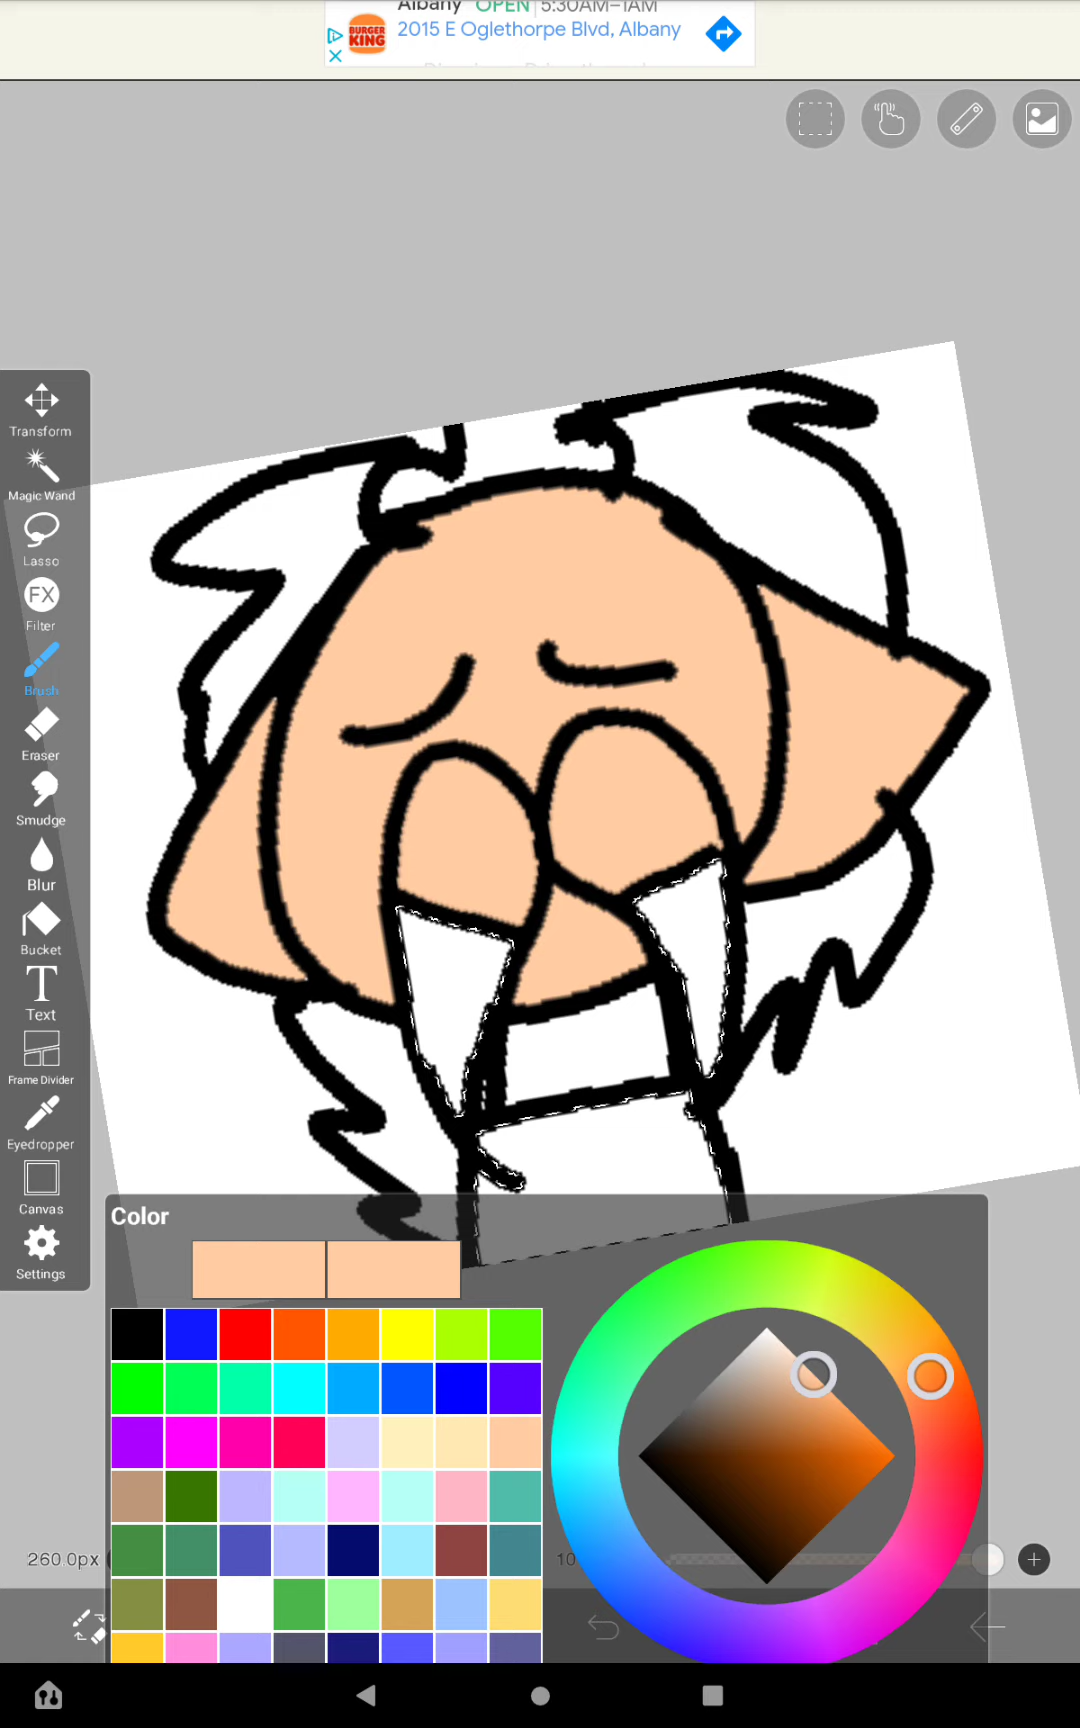 Albany OPEN 5:30AM–1AM
BURGER KING
2015 E Oglethorpe Blvd, Albany
Transform
Magic Wand
Lasso
FX
Filter
Brush
Eraser
Smudge
Blur
Bucket
T
Text
Frame Divider
Eyedropper
Canvas
Settings
Color
260.0px
10